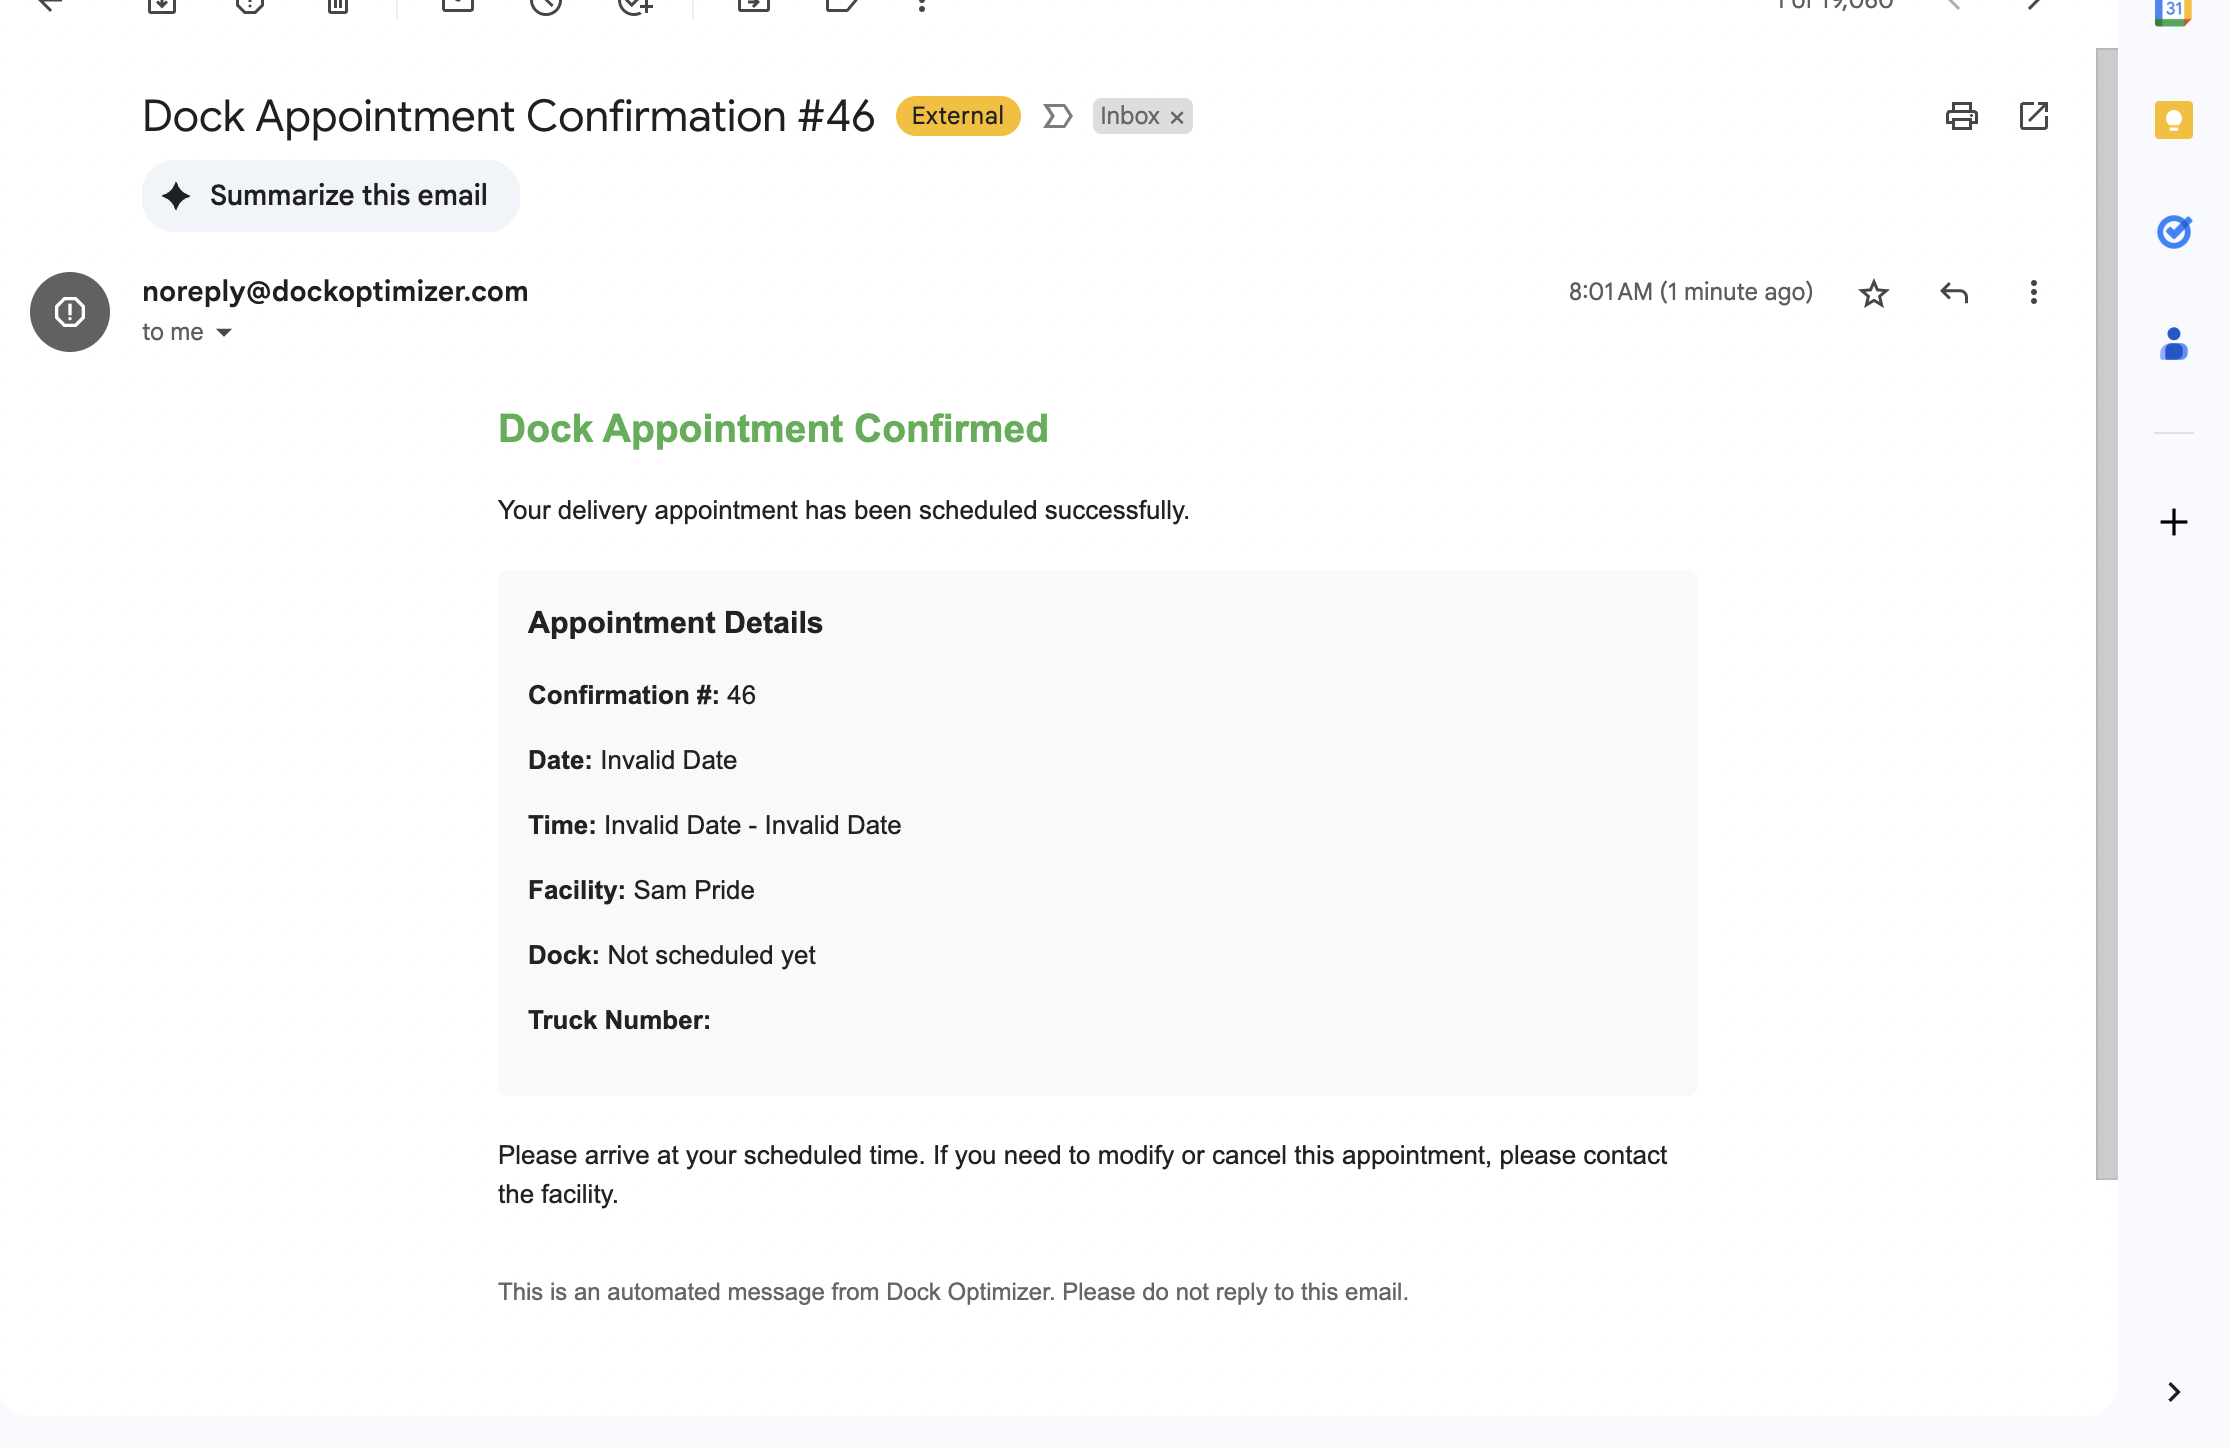 Dock Appointment Confirmation #46 External Inbox ×
31
Summarize this email
noreply@dockoptimizer.com 8:01 AM (1 minute ago)
to me
Dock Appointment Confirmed
Your delivery appointment has been scheduled successfully.
Appointment Details
Confirmation #: 46
Date: Invalid Date
Time: Invalid Date - Invalid Date
Facility: Sam Pride
Dock: Not scheduled yet
Truck Number:
Please arrive at your scheduled time. If you need to modify or cancel this appointment, please contact
the facility.
This is an automated message from Dock Optimizer. Please do not reply to this email.